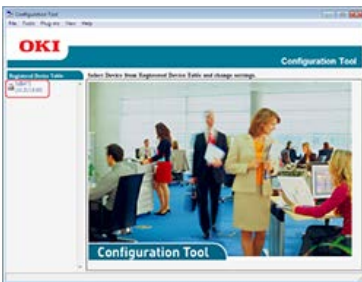 Configuration Tool
File Tools Plug-ins View Help
OKI
Configuration Tool
Registered Device Table
Select Device from Registered Device Table and change settings.
Configuration Tool